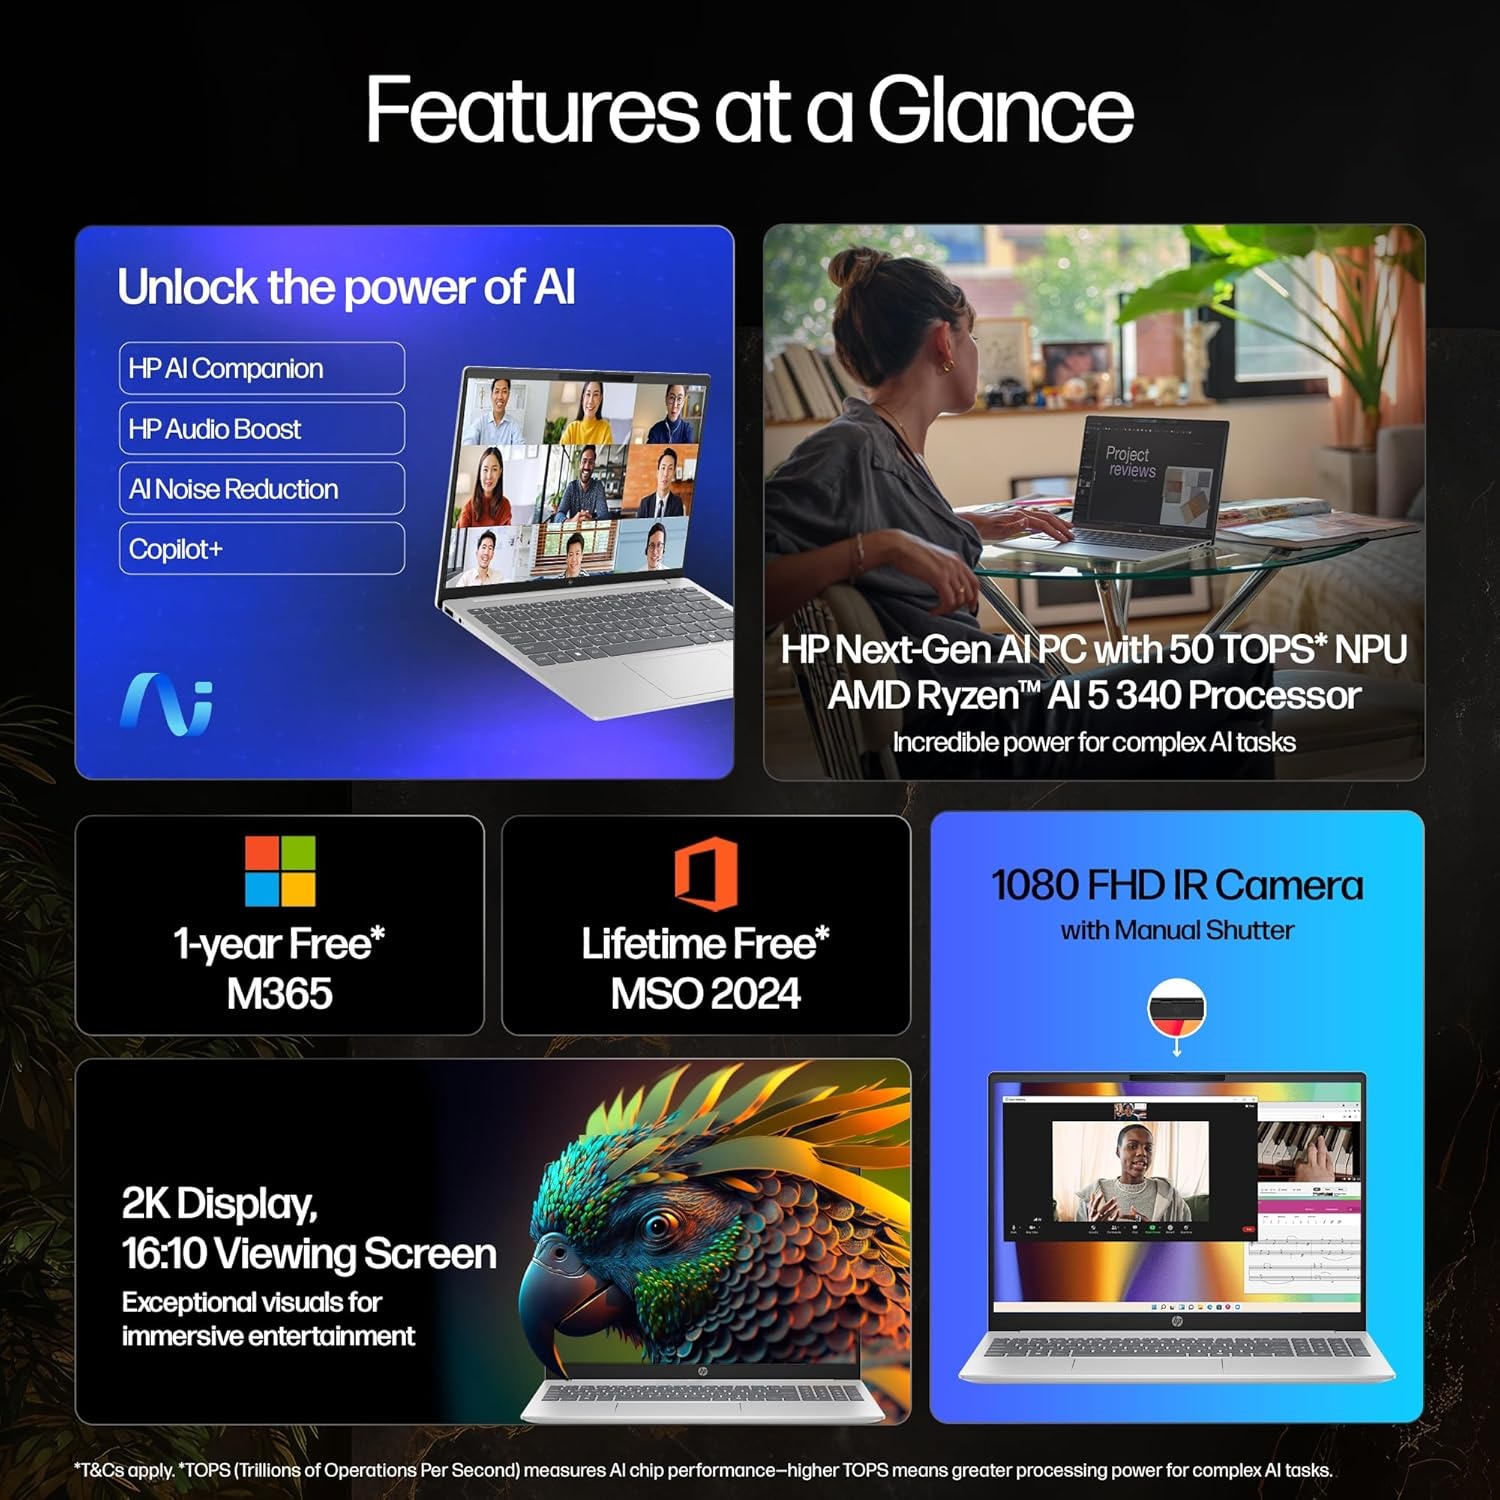 Features at a Glance
Unlock the power of AI
HP AI Companion
HP Audio Boost
AI Noise Reduction
Copilot+
Ai
Project
reviews
HP Next-Gen AI PC with 50 TOPS* NPU
AMD Ryzen™ AI 5 340 Processor
Incredible power for complex AI tasks
1-year Free*
M365
Lifetime Free*
MSO 2024
1080 FHD IR Camera
with Manual Shutter
hp
2K Display,
16:10 Viewing Screen
Exceptional visuals for
immersive entertainment
hp
*T&Cs apply. *TOPS (Trillions of Operations Per Second) measures AI chip performance—higher TOPS means greater processing power for complex AI tasks.